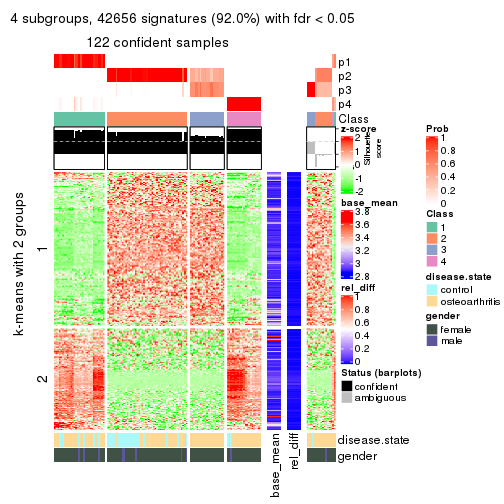 4 subgroups, 42656 signatures (92.0%) with fdr < 0.05
122 confident samples
p1
p2
p3
p4
Class
Silhouette
score
k-means with 2 groups
1
2
base_mean
rel_diff
disease.state
gender
z-score
2
1
0
-1
-2
base_mean
3.8
3.6
3.4
3.2
3
2.8
rel_diff
1
0.8
0.6
0.4
0.2
0
Status (barplots)
confident
ambiguous
Prob
1
0.8
0.6
0.4
0.2
0
Class
1
2
3
4
disease.state
control
osteoarthritis
gender
female
male